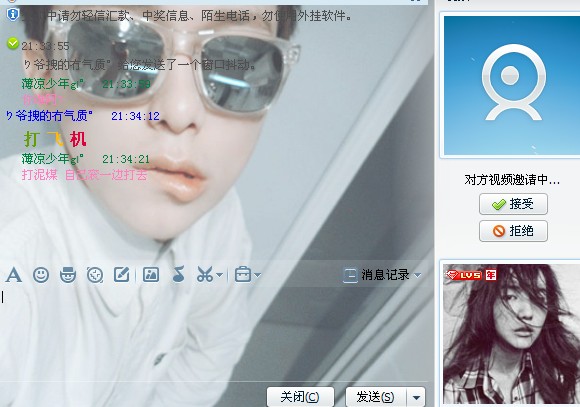 中请勿轻信汇款、中奖信息、陌生电话，勿使用外挂软件。
21:33:55
り爷拽的冇气质°给您发送了一个窗口抖动。
薄凉少年gi° 21:33:59
り爷拽的冇气质° 21:34:12
打 飞 机
薄凉少年gi° 21:34:21
打泥煤 自己滚一边打去
消息记录
关闭(C)
发送(S)
对方视频邀请中...
接受
拒绝
LV5 年